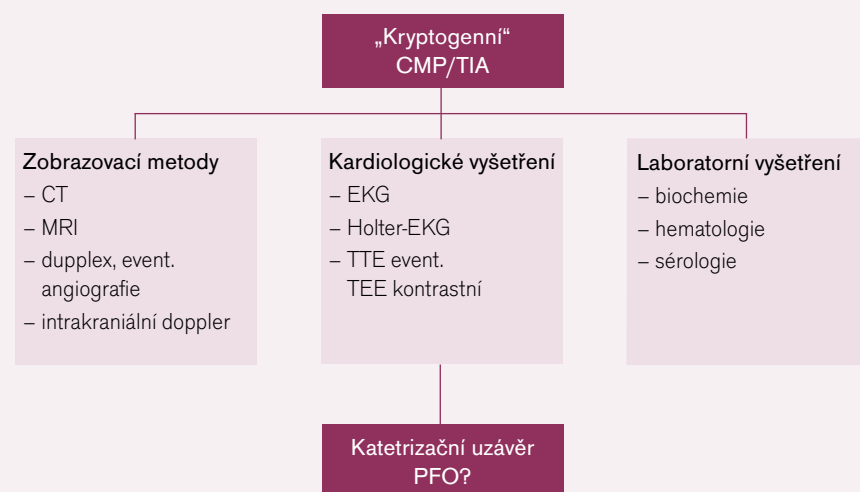 „Kryptogenní“
CMP/TIA
Zobrazovací metody
– CT
– MRI
– dupplex, event.
angiografie
– intrakraniální doppler
Kardiologické vyšetření
– EKG
– Holter-EKG
– TTE event.
TEE kontrastní
Laboratorní vyšetření
– biochemie
– hematologie
– sérologie
Katetrizační uzávěr
PFO?